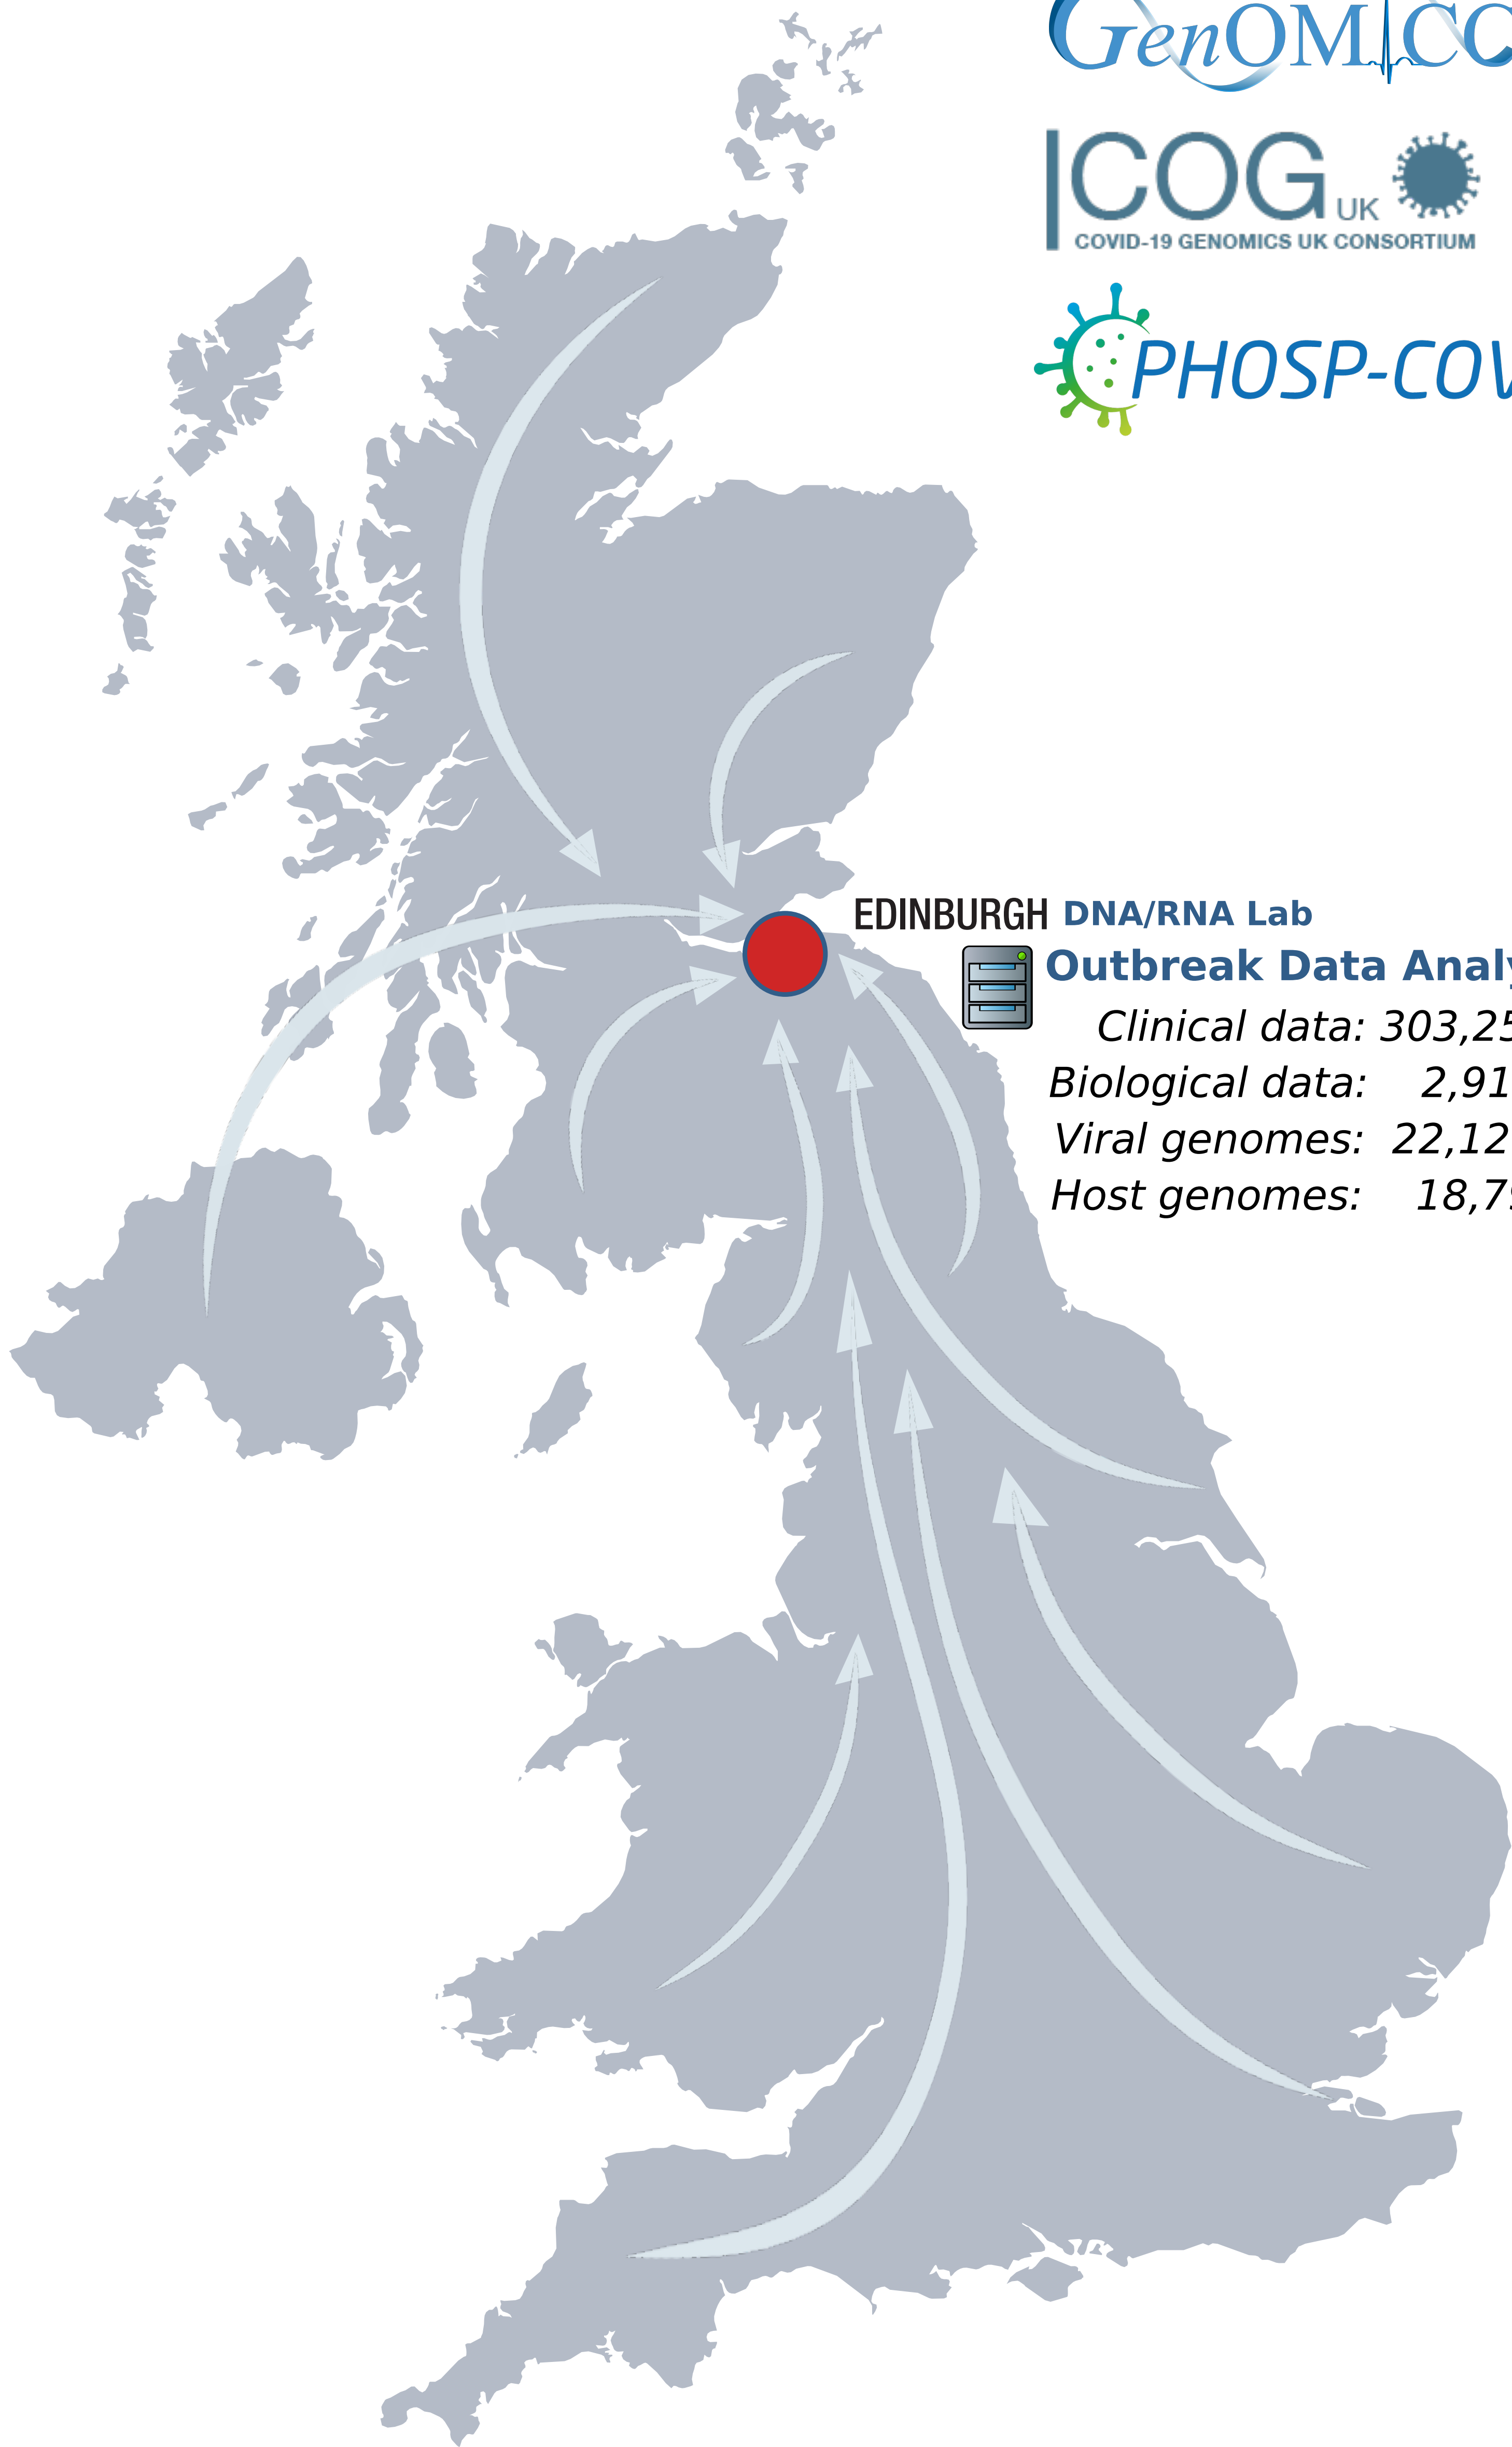 GenOMICC
COG UK
COVID-19 GENOMICS UK CONSORTIUM
PHOSP-COV
EDINBURGH DNA/RNA Lab
Outbreak Data Analy
Clinical data: 303,25
Biological data: 2,91
Viral genomes: 22,12
Host genomes: 18,79